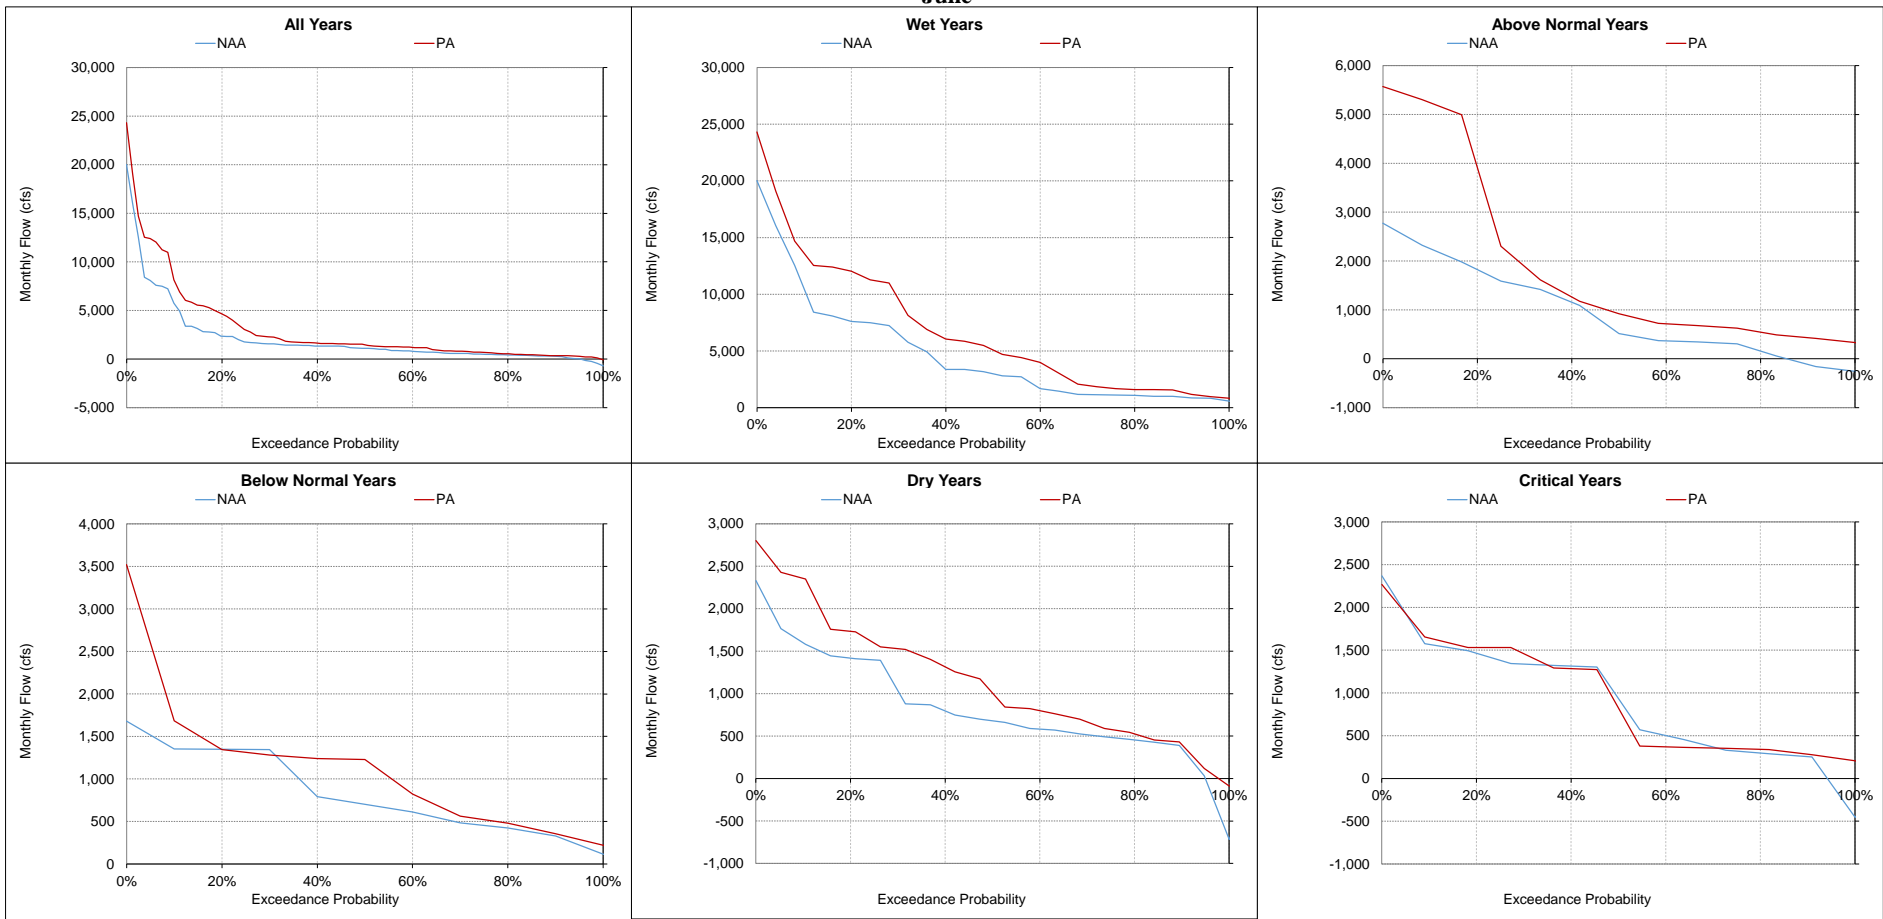 June
All Years
NAA PA
30,000
25,000
20,000
15,000
10,000
5,000
0
-5,000
0% 20% 40% 60% 80% 100%
Monthly Flow (cfs)
Exceedance Probability
Wet Years
NAA PA
30,000
25,000
20,000
15,000
10,000
5,000
0
0% 20% 40% 60% 80% 100%
Monthly Flow (cfs)
Exceedance Probability
Above Normal Years
NAA PA
6,000
5,000
4,000
3,000
2,000
1,000
0
-1,000
0% 20% 40% 60% 80% 100%
Monthly Flow (cfs)
Exceedance Probability
Below Normal Years
NAA PA
4,000
3,500
3,000
2,500
2,000
1,500
1,000
500
0
0% 20% 40% 60% 80% 100%
Monthly Flow (cfs)
Exceedance Probability
Dry Years
NAA PA
3,000
2,500
2,000
1,500
1,000
500
0
-500
-1,000
0% 20% 40% 60% 80% 100%
Monthly Flow (cfs)
Exceedance Probability
Critical Years
NAA PA
3,000
2,500
2,000
1,500
1,000
500
0
-500
-1,000
0% 20% 40% 60% 80% 100%
Monthly Flow (cfs)
Exceedance Probability